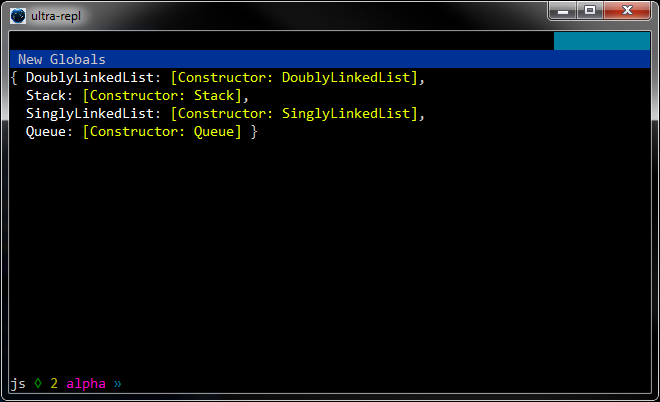 ultra-repl
New Globals
{ DoublyLinkedList: [Constructor: DoublyLinkedList],
Stack: [Constructor: Stack],
SinglyLinkedList: [Constructor: SinglyLinkedList],
Queue: [Constructor: Queue] }
js ◊ 2 alpha »